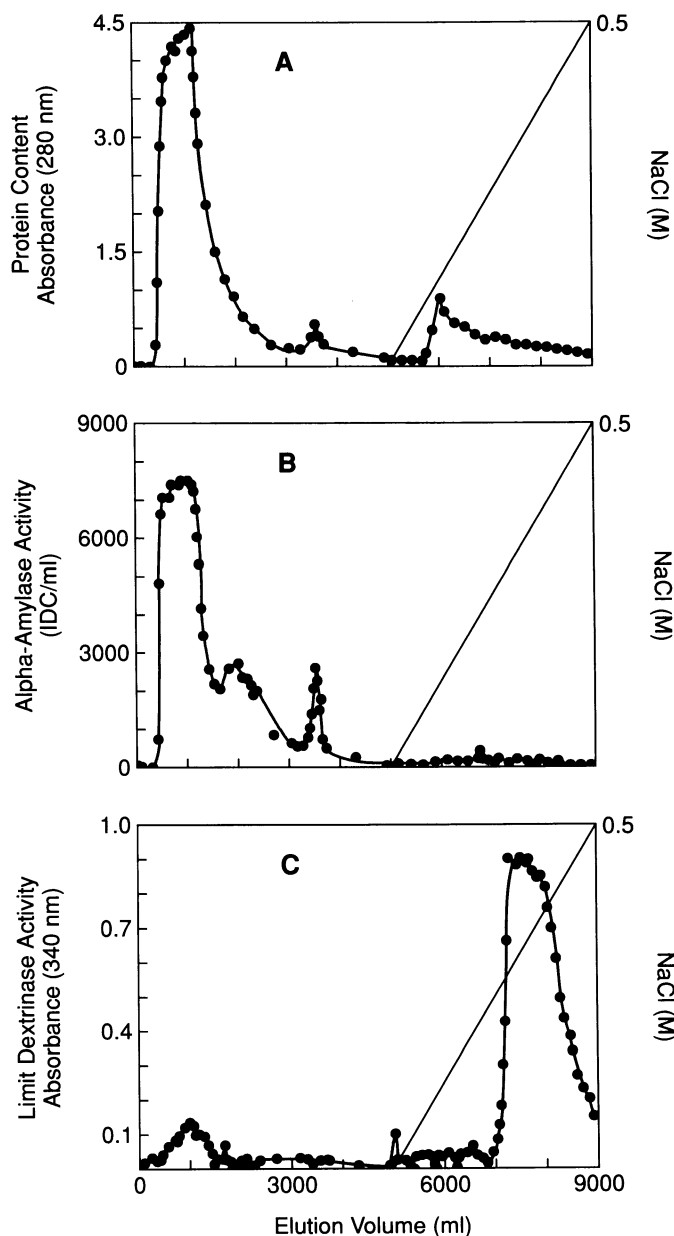 4.5
3.0
1.5
0
Protein Content
Absorbance (280 nm)
A
0.5
NaCl (M)
9000
6000
3000
0
Alpha-Amylase Activity
(IDC/ml)
B
0.5
NaCl (M)
1.0
0.7
0.4
0.1
Limit Dextrinase Activity
Absorbance (340 nm)
C
0.5
NaCl (M)
0 3000 6000 9000
Elution Volume (ml)